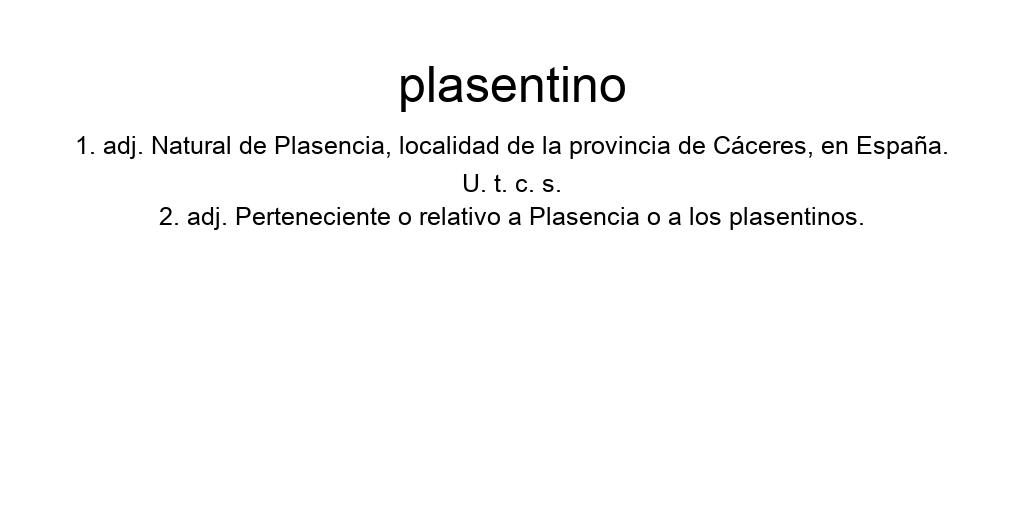 plasentino
1. adj. Natural de Plasencia, localidad de la provincia de Cáceres, en España.
U. t. c. s.
2. adj. Perteneciente o relativo a Plasencia o a los plasentinos.